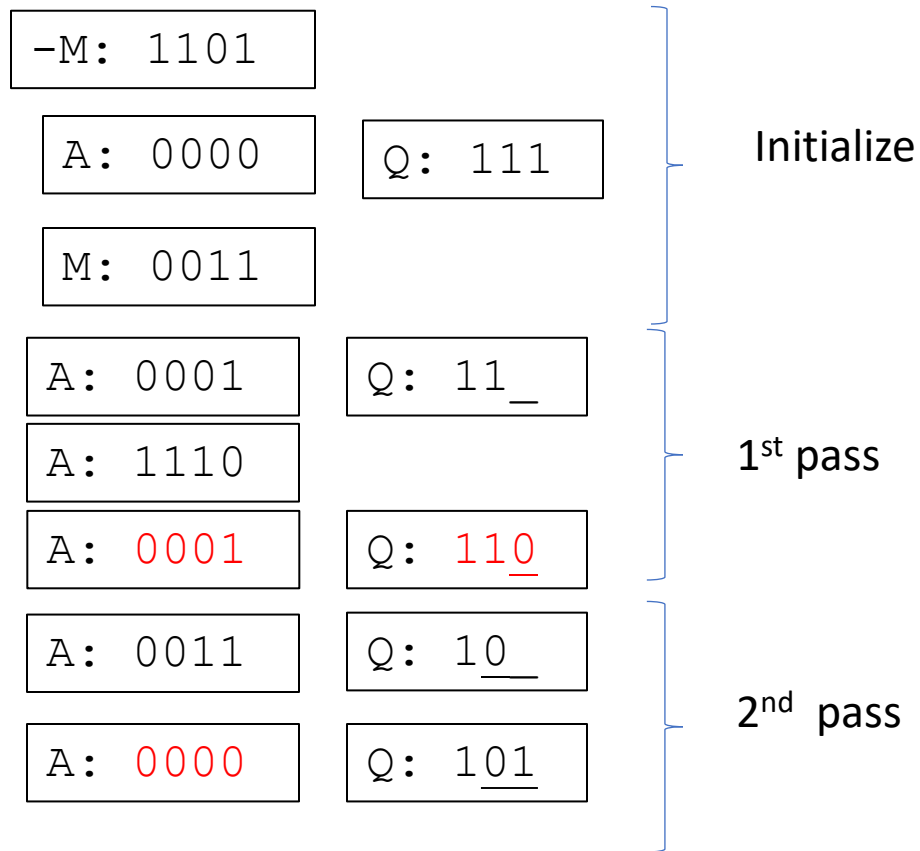 -M: 1101
A: 0000 Q: 111
Initialize
M: 0011
A: 0001 Q: 11_
A: 1110
1st pass
A: 0001 Q: 110
A: 0011 Q: 10_
2nd pass
A: 0000 Q: 101